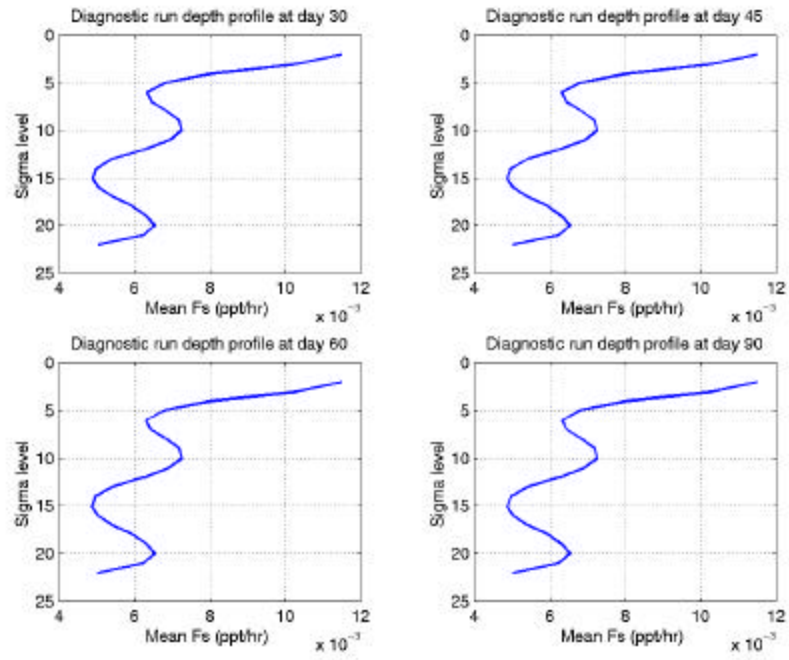 Diagnostic run depth profile at day 30
0
5
10
15
20
25
Sigma level
4 6 8 10 12
Mean Fs (ppt/hr)
x 10⁻³
Diagnostic run depth profile at day 45
0
5
10
15
20
25
Sigma level
4 6 8 10 12
Mean Fs (ppt/hr)
x 10⁻³
Diagnostic run depth profile at day 60
0
5
10
15
20
25
Sigma level
4 6 8 10 12
Mean Fs (ppt/hr)
x 10⁻³
Diagnostic run depth profile at day 90
0
5
10
15
20
25
Sigma level
4 6 8 10 12
Mean Fs (ppt/hr)
x 10⁻³